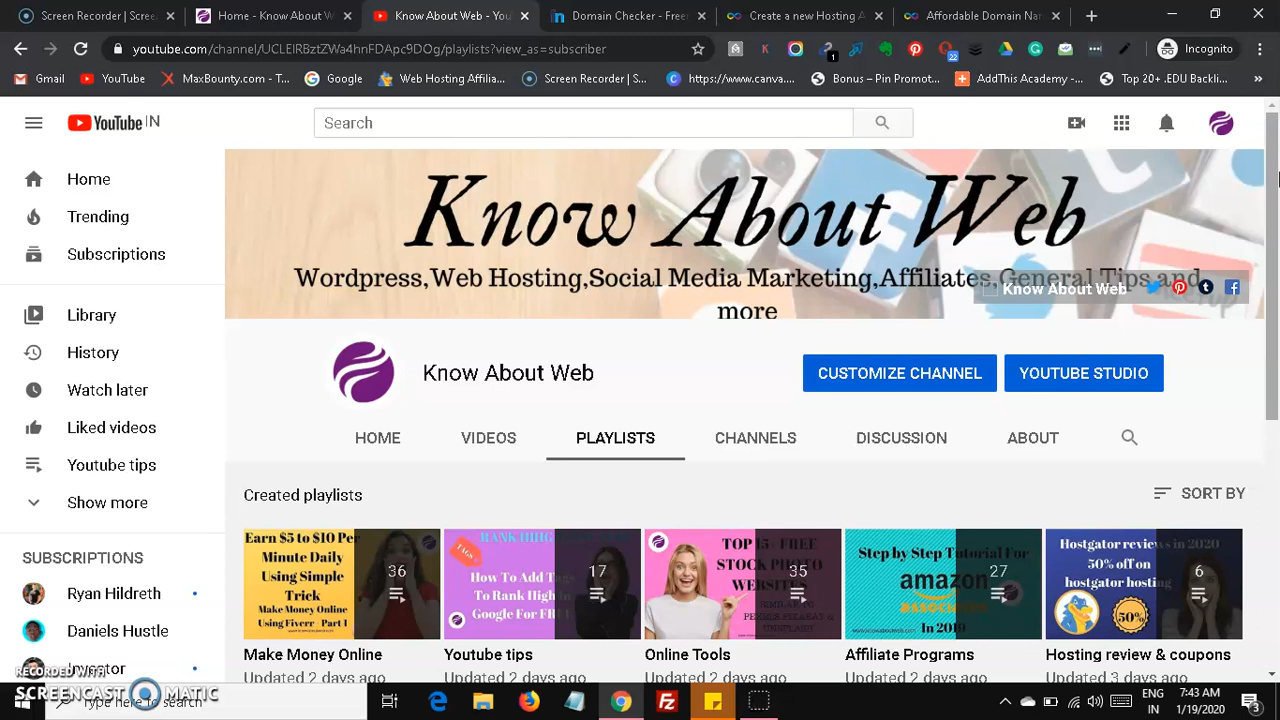 Screen Recorder | Screen
Home - Know About W
Know About Web - You
Domain Checker - Free
Create a new Hosting A
Affordable Domain Nam
youtube.com/channel/UCLEIRBztZWa4hnFDApc9DOg/playlists?view_as=subscriber
1
22
Incognito
Gmail
YouTube
MaxBounty.com - T...
Google
Web Hosting Affilia...
Screen Recorder | S...
https://www.canva....
Bonus – Pin Promot...
AddThis Academy -...
Top 20+ .EDU Backlin...
YouTube IN
Search
Home
Trending
Subscriptions
Library
History
Watch later
Liked videos
Youtube tips
Show more
SUBSCRIPTIONS
Ryan Hildreth
Daniels Hustle
Investor
Know About Web
Wordpress,Web Hosting,Social Media Marketing,Affiliates,General Tips and
more
Know About Web
Know About Web
CUSTOMIZE CHANNEL
YOUTUBE STUDIO
HOME
VIDEOS
PLAYLISTS
CHANNELS
DISCUSSION
ABOUT
Created playlists
SORT BY
Earn $5 to $10 Per
Minute Daily
Using Simple
Trick
Make Money Online
Using Fiverr - Part 1
36
TAGS
How To Add T
To Rank High
Google For FR
17
TOP 15+ FREE
STOCK PHOTO
WEBSITES
35
Step by Step Tutorial For
amazon
In 2019
27
Hostgator reviews in 2020
50% off on
hostgator hosting
50%
6
Make Money Online
Updated 2 days ago
Youtube tips
Updated 2 days ago
Online Tools
Updated 2 days ago
Affiliate Programs
Updated 2 days ago
Hosting review & coupons
Updated 3 days ago
RECORDED WITH
SCREENCAST MATIC
Type here to search
ENG
IN
7:43 AM
1/19/2020
3